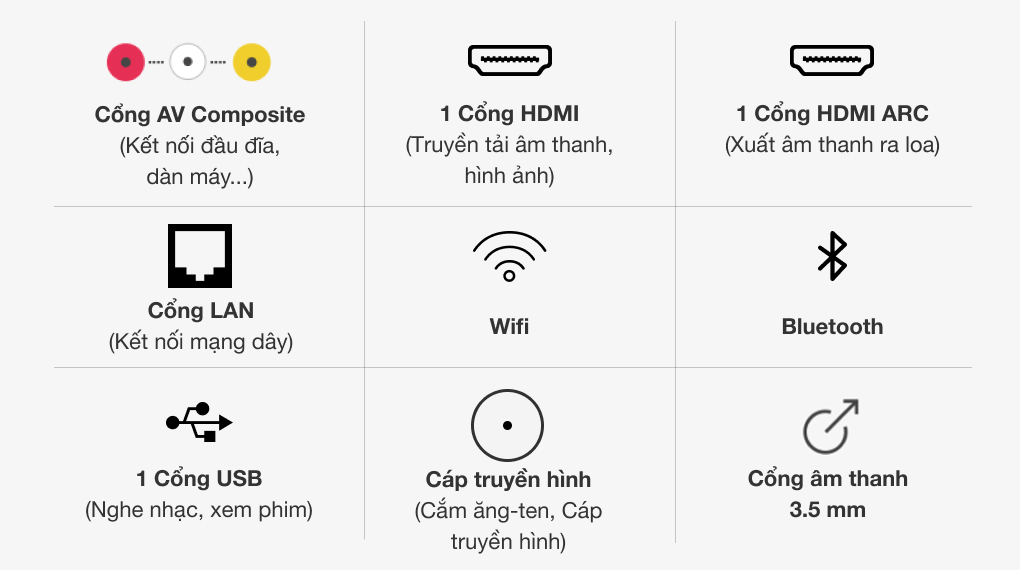 Cổng AV Composite
(Kết nối đầu đĩa,
dàn máy...)
1 Cổng HDMI
(Truyền tải âm thanh,
hình ảnh)
1 Cổng HDMI ARC
(Xuất âm thanh ra loa)
Cổng LAN
(Kết nối mạng dây)
Wifi
Bluetooth
1 Cổng USB
(Nghe nhạc, xem phim)
Cáp truyền hình
(Cắm ăng-ten, Cáp
truyền hình)
Cổng âm thanh
3.5 mm